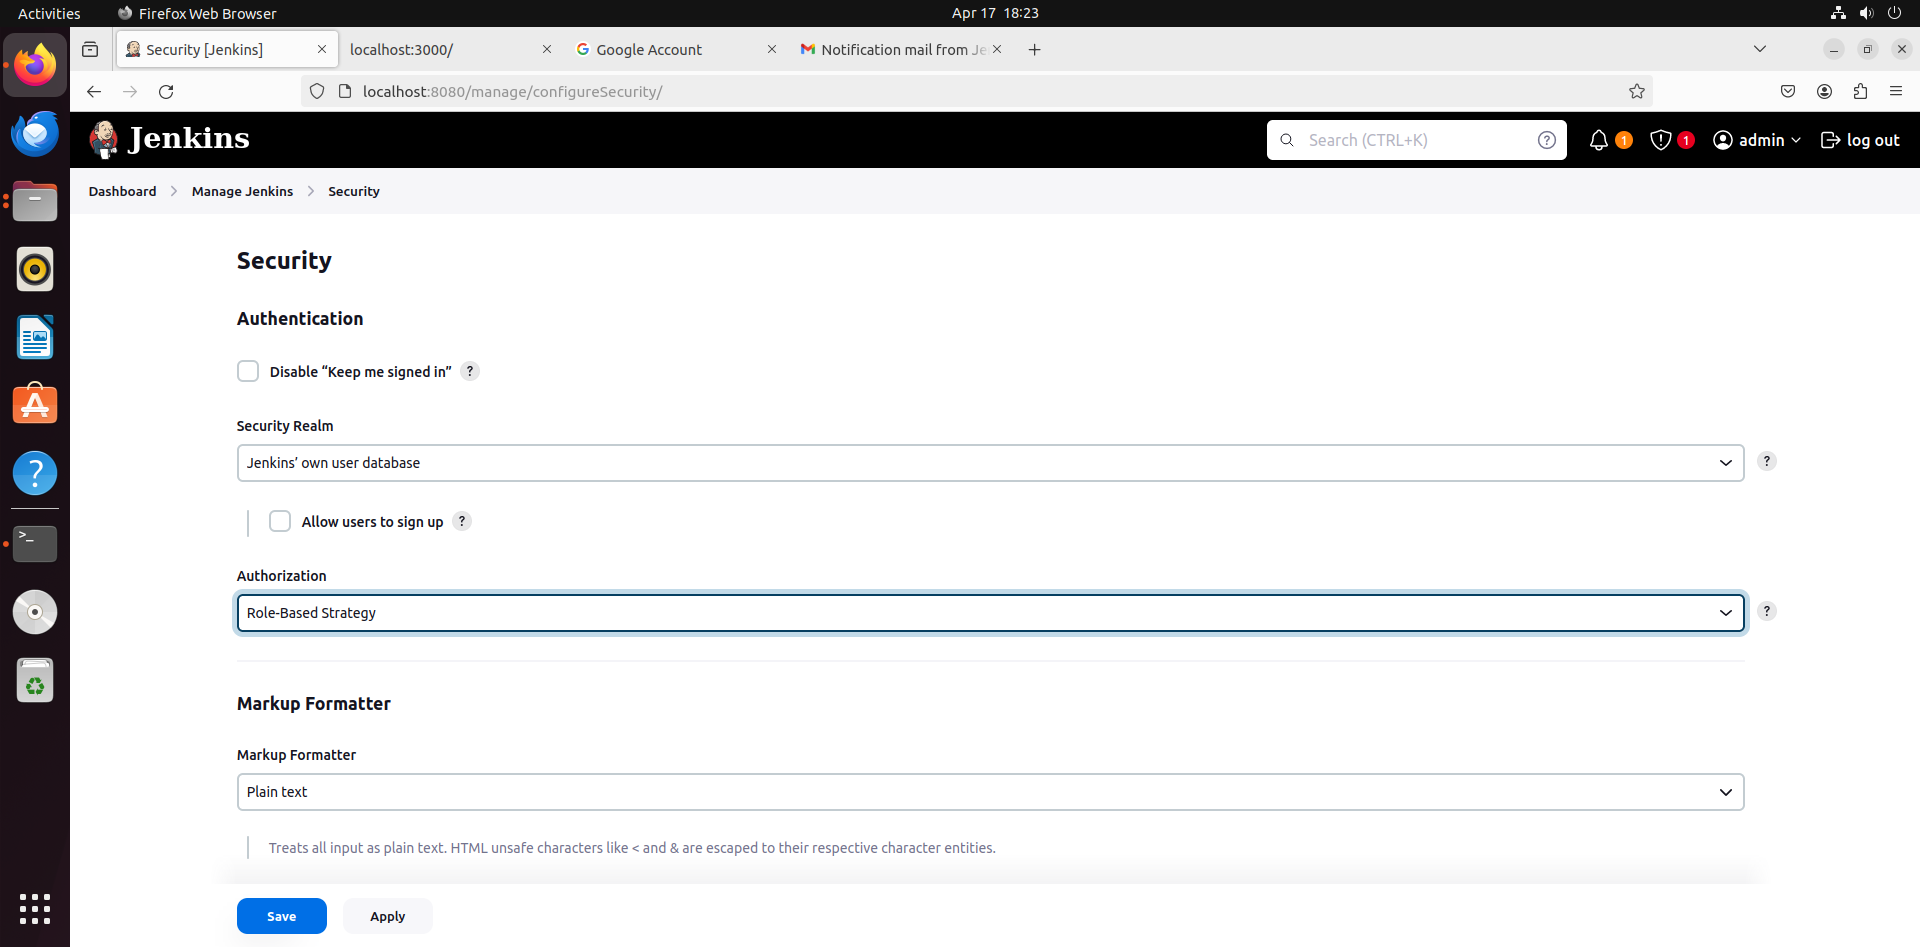 Activities
Firefox Web Browser
Apr 17 18:23
Security [Jenkins]
localhost:3000/
Google Account
Notification mail from Je
localhost:8080/manage/configureSecurity/
Jenkins
Search (CTRL+K)
?
1
1
admin
log out
Dashboard
Manage Jenkins
Security
Security
Authentication
Disable “Keep me signed in”
?
Security Realm
Jenkins’ own user database
?
Allow users to sign up
?
Authorization
Role-Based Strategy
?
Markup Formatter
Markup Formatter
Plain text
Treats all input as plain text. HTML unsafe characters like < and & are escaped to their respective character entities.
Save
Apply